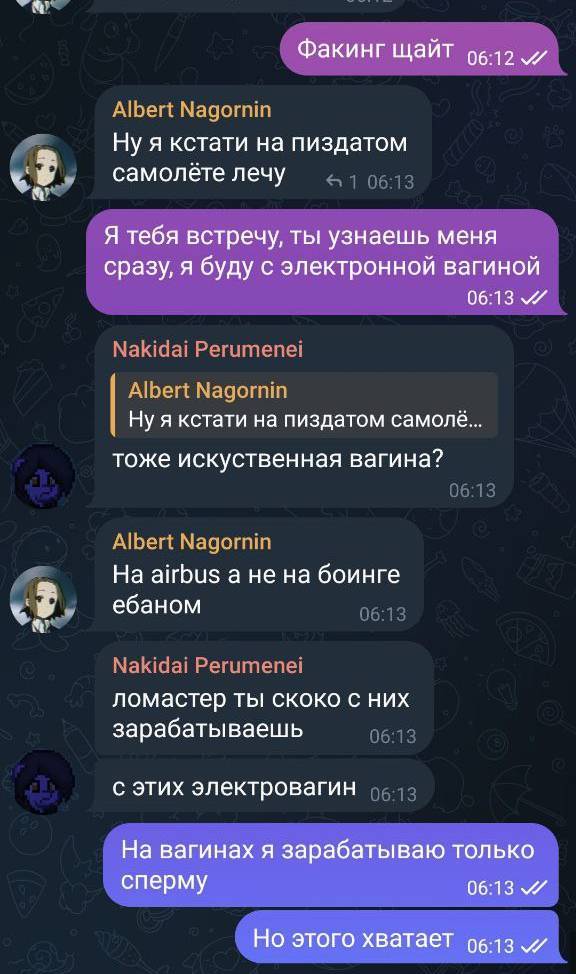 Факинг щайт 06:12
Albert Nagornin
Ну я кстати на пиздатом
самолёте лечу 1 06:13
Я тебя встречу, ты узнаешь меня
сразу, я буду с электронной вагиной
06:13
Nakidai Perumenei
Albert Nagornin
Ну я кстати на пиздатом самолё...
тоже искуственная вагина?
06:13
Albert Nagornin
На airbus а не на боинге
ебаном 06:13
Nakidai Perumenei
ломастер ты скоко с них
зарабатываешь 06:13
с этих электровагин 06:13
На вагинах я зарабатываю только
сперму 06:13
Но этого хватает 06:13